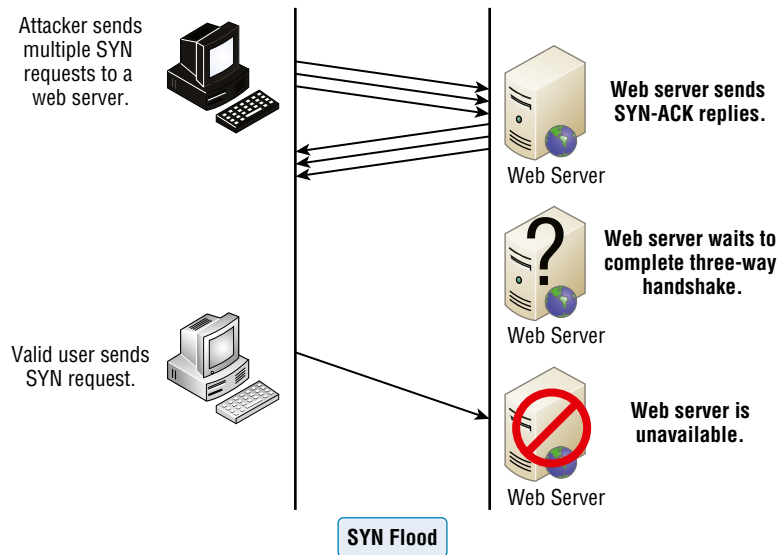 Attacker sends
multiple SYN
requests to a
web server.
Web server sends
SYN-ACK replies.
Web Server
?
Web server waits to
complete three-way
handshake.
Web Server
Valid user sends
SYN request.
Web server is
unavailable.
Web Server
SYN Flood